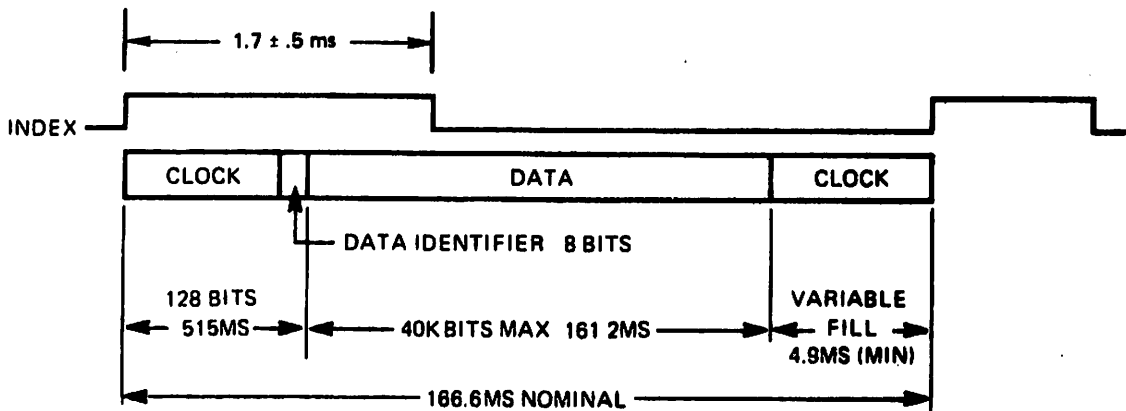 1.7 ± .5 ms
INDEX
CLOCK
DATA
CLOCK
DATA IDENTIFIER 8 BITS
128 BITS
515MS
40K BITS MAX 161 2MS
VARIABLE
FILL
4.9MS (MIN)
166.6MS NOMINAL